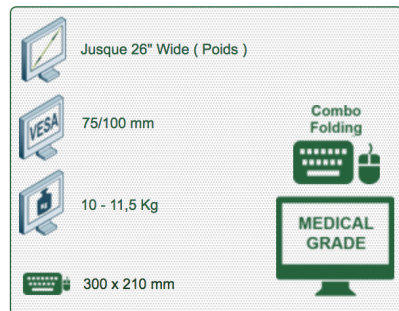 Jusque 26" Wide ( Poids )
VESA
75/100 mm
Combo
Folding
10 - 11,5 Kg
MEDICAL
GRADE
300 x 210 mm